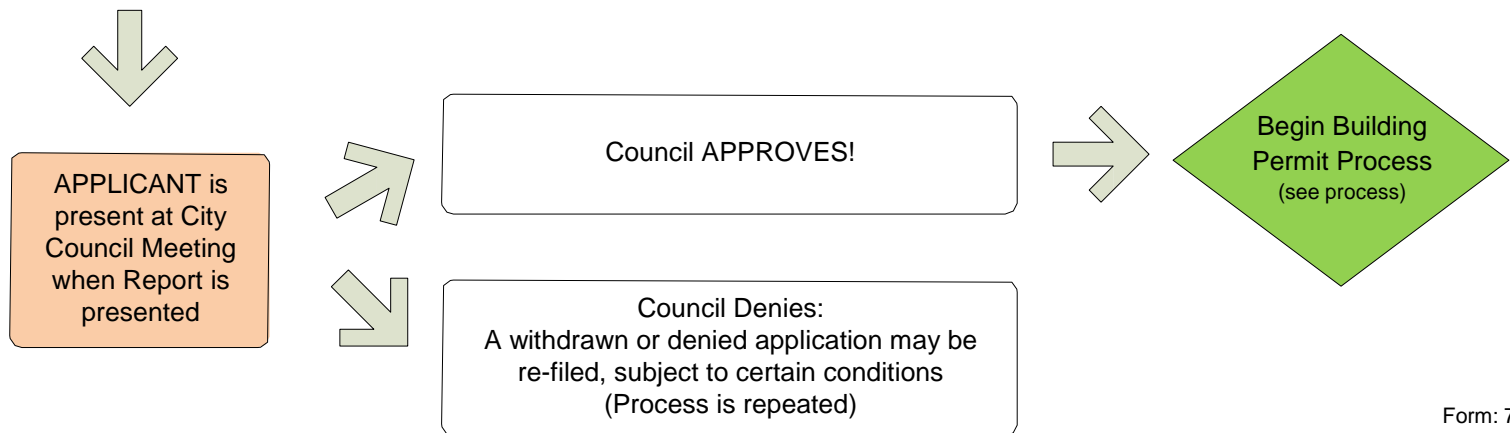 APPLICANT is
present at City
Council Meeting
when Report is
presented
Council APPROVES!
Begin Building
Permit Process
(see process)
Council Denies:
A withdrawn or denied application may be
re-filed, subject to certain conditions
(Process is repeated)
Form: 7